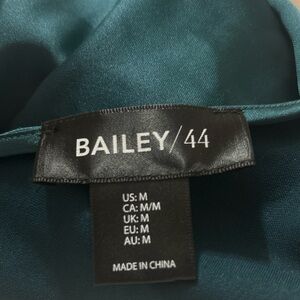 BAILEY/44
US: M
CA: M/M
UK: M
EU: M
AU: M
MADE IN CHINA